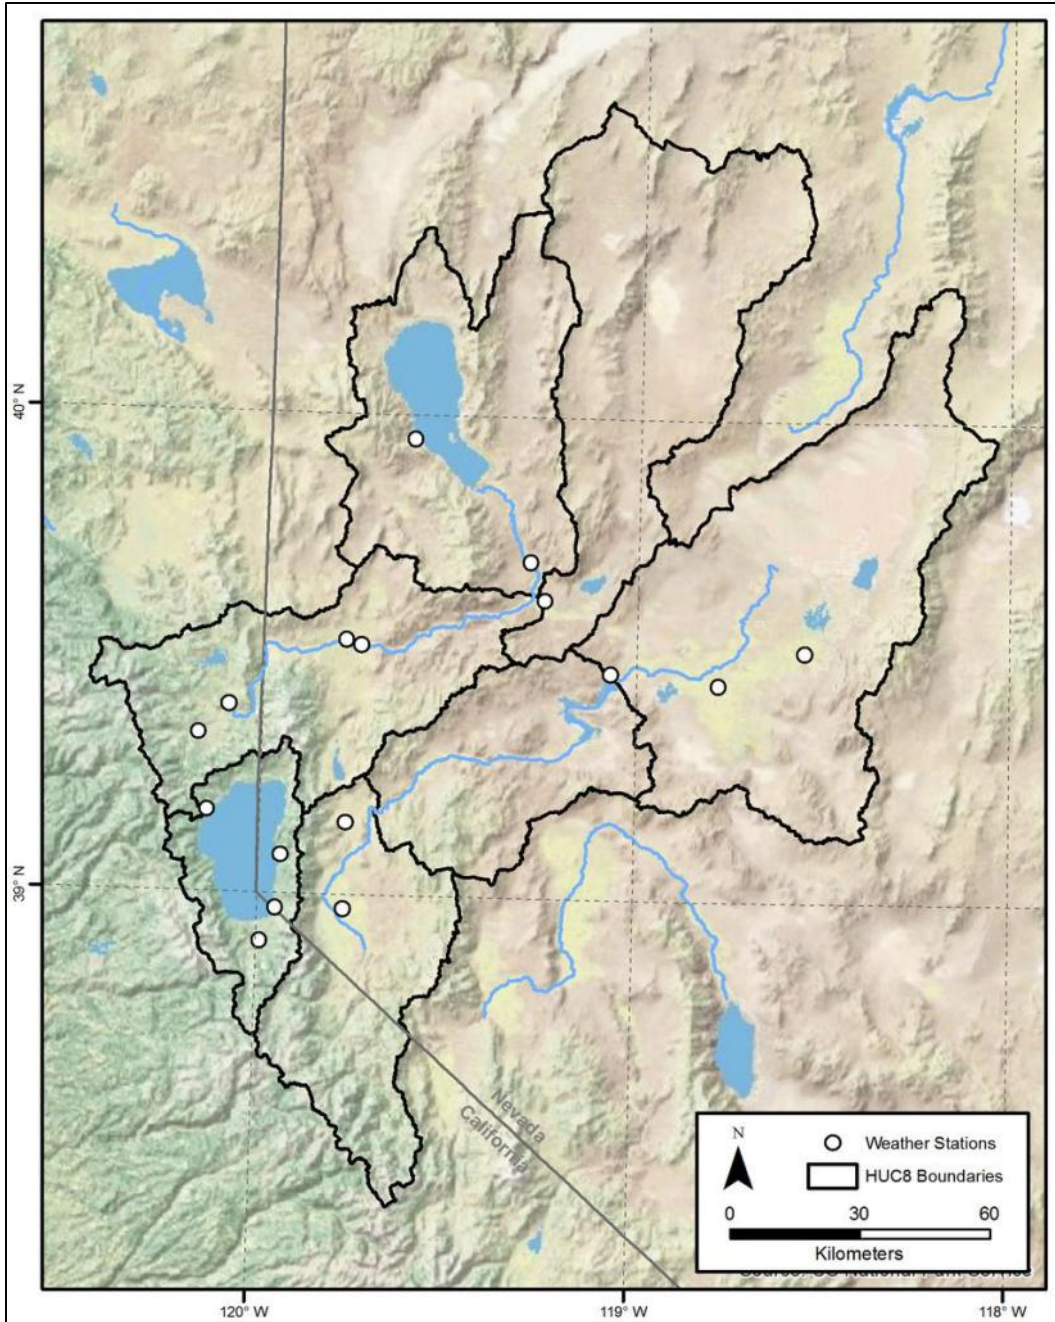 40° N
39° N
Nevada
California
N
Weather Stations
HUC8 Boundaries
0 30 60
Kilometers
120° W 119° W 118° W